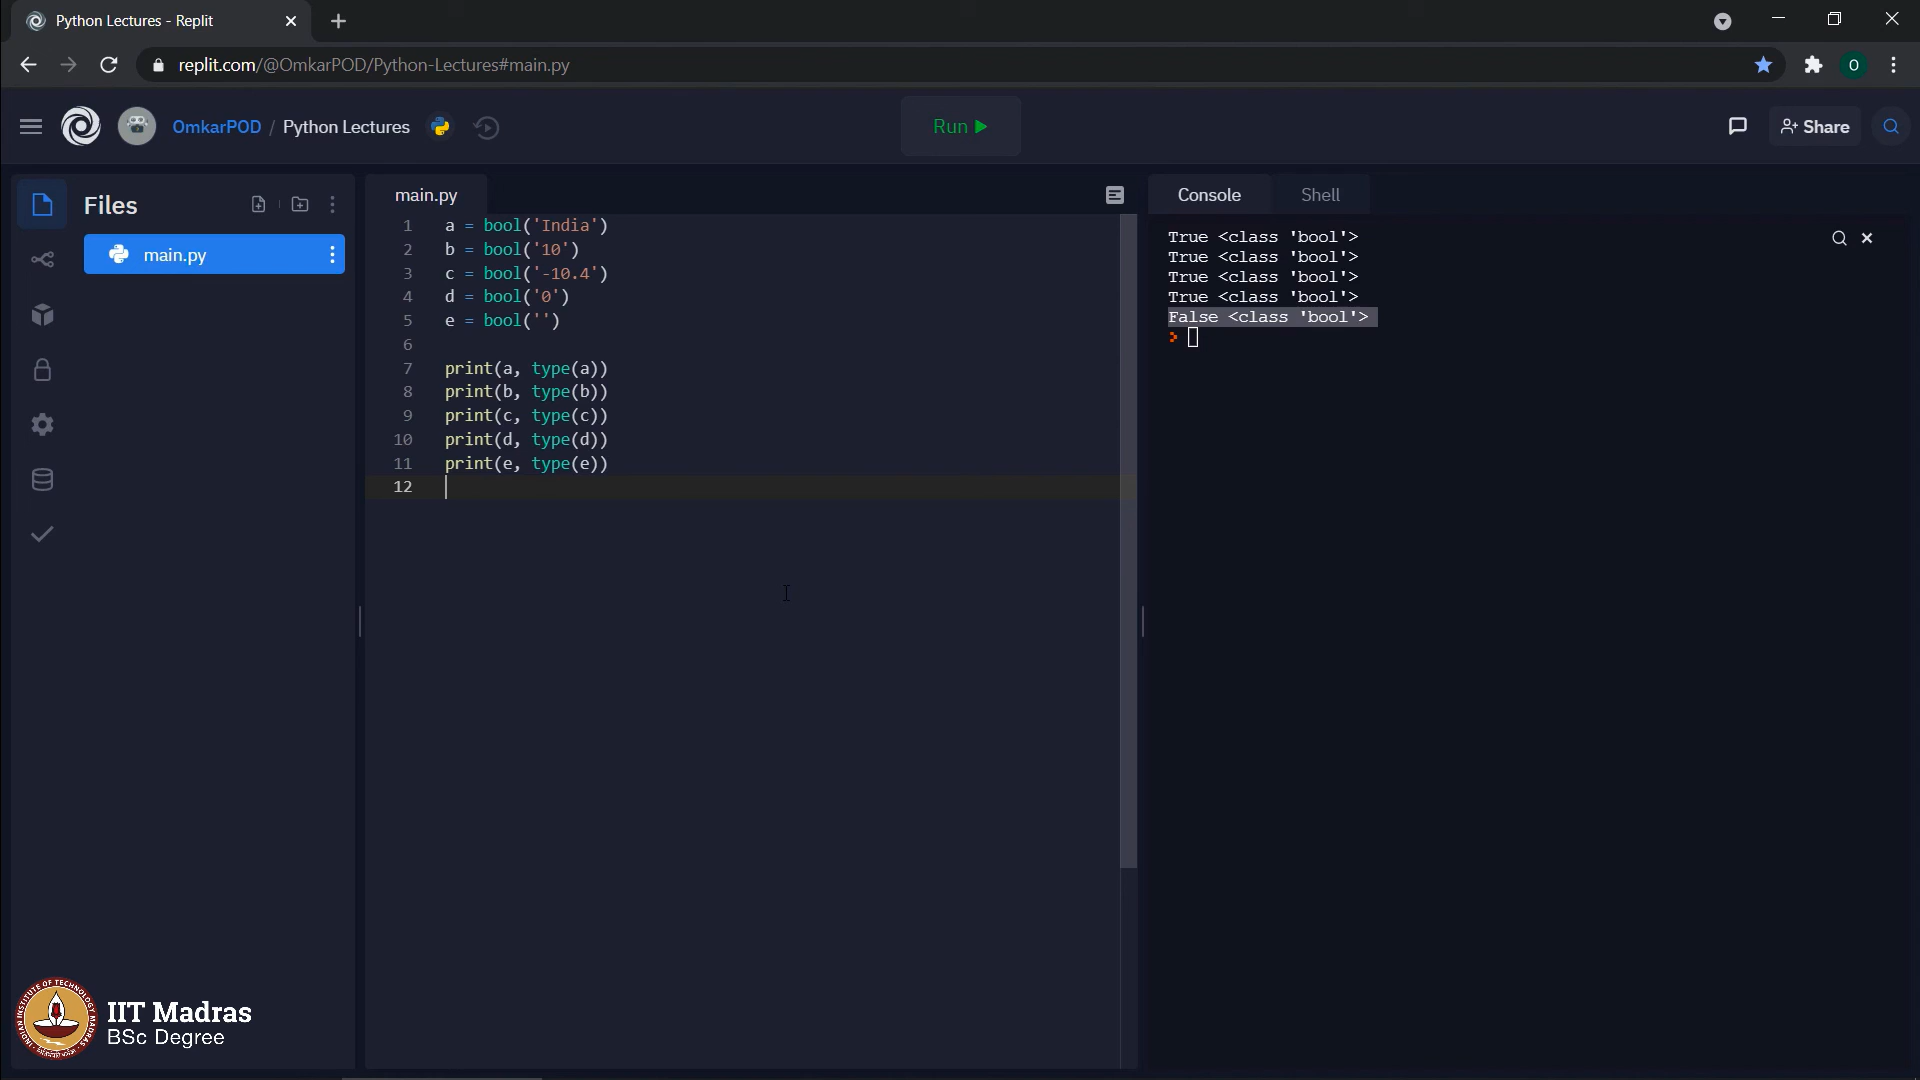 Python Lectures - Replit
replit.com/@OmkarPOD/Python-Lectures#main.py
O
OmkarPOD / Python Lectures
Run
Share
Files
main.py
main.py
1 a = bool('India')
2 b = bool('10')
3 c = bool('-10.4')
4 d = bool('0')
5 e = bool('')
6
7 print(a, type(a))
8 print(b, type(b))
9 print(c, type(c))
10 print(d, type(d))
11 print(e, type(e))
12
Console Shell
True <class 'bool'>
True <class 'bool'>
True <class 'bool'>
True <class 'bool'>
False <class 'bool'>
IIT Madras
BSc Degree